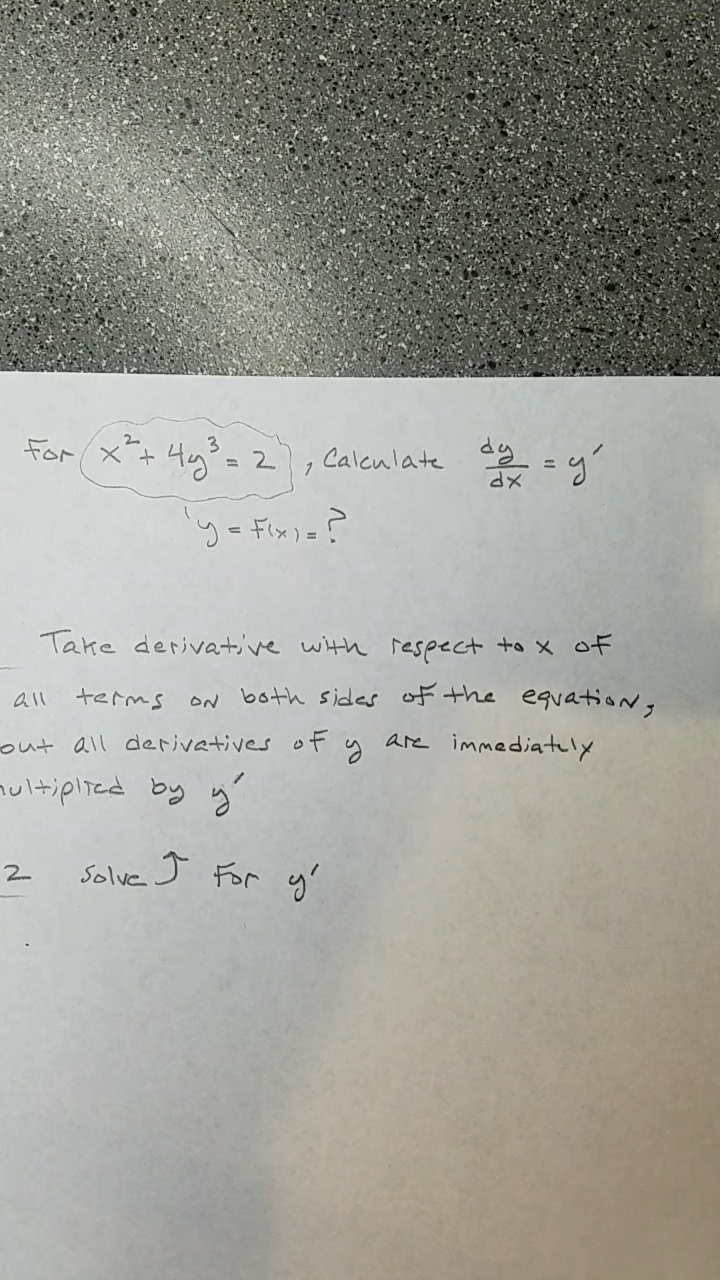 For x² + 4y³ = 2, Calculate dy/dx = y'
y = F(x) = ?
Take derivative with respect to x of
all terms on both sides of the equation,
out all derivatives of y are immediately
ultiplied by y'
2 Solve ↑ For y'